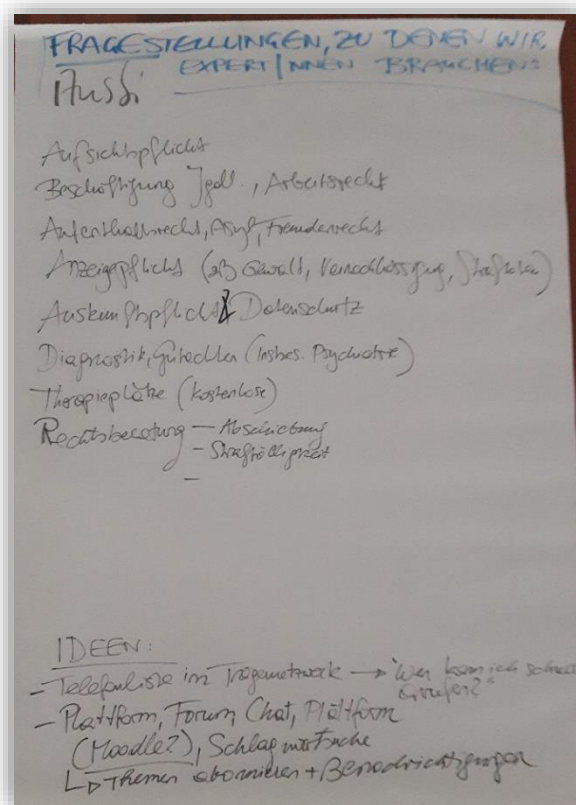 FRAGESTELLUNGEN, ZU DENEN WIR
EXPERT/INNEN BRAUCHEN:
Aufsichtspflicht
Beschäftigung Jgdl., Arbeitsrecht
Aufenthaltsrecht, Asyl, Fremdenrecht
Anzeigepflicht (zB Gewalt, Vernachlässigung, Straftaten)
Auskunftspflicht & Datenschutz
Diagnostik, Gutachten (insbes. Psychiatrie)
Therapieplätze (kostenlose)
Rechtsberatung — Abschiebung
- Straffälligkeit
-
IDEEN:
- Telefonliste im Trägernetzwerk → "Wen kann ich schnell
anrufen?"
- Plattform, Forum, Chat, Plattform
(Moodle?), Schlagwortsuche
↳ Themen abonnieren + Benachrichtigungen